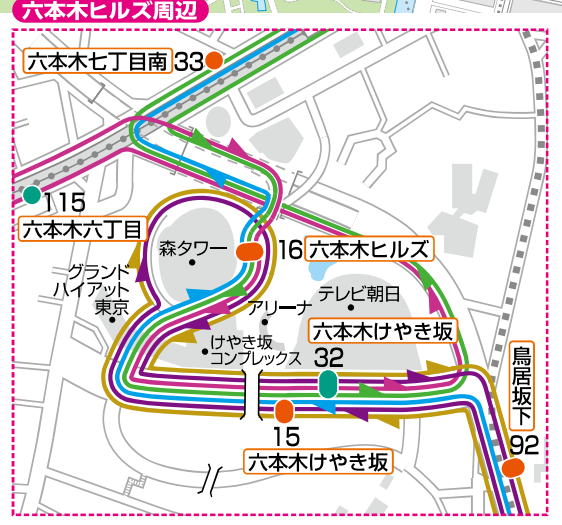 六本木ヒルズ周辺
六本木七丁目南 33
115
六本木六丁目
森タワー
16 六本木ヒルズ
グランド
ハイアット
東京
アリーナ
テレビ朝日
六本木けやき坂
32
けやき坂
コンプレックス
鳥居坂下
92
15
六本木けやき坂